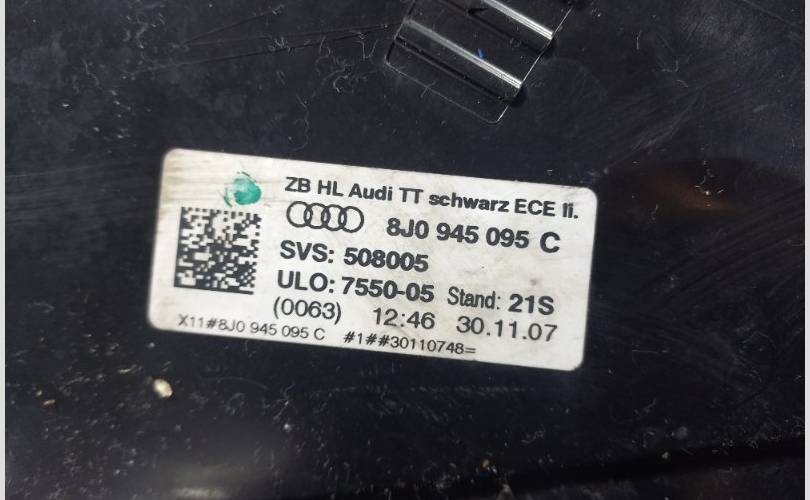 ZB HL Audi TT schwarz ECE li.
8J0 945 095 C
SVS: 508005
ULO: 7550-05 Stand: 21S
(0063) 12:46 30.11.07
X11#8J0 945 095 C #1##30110748=